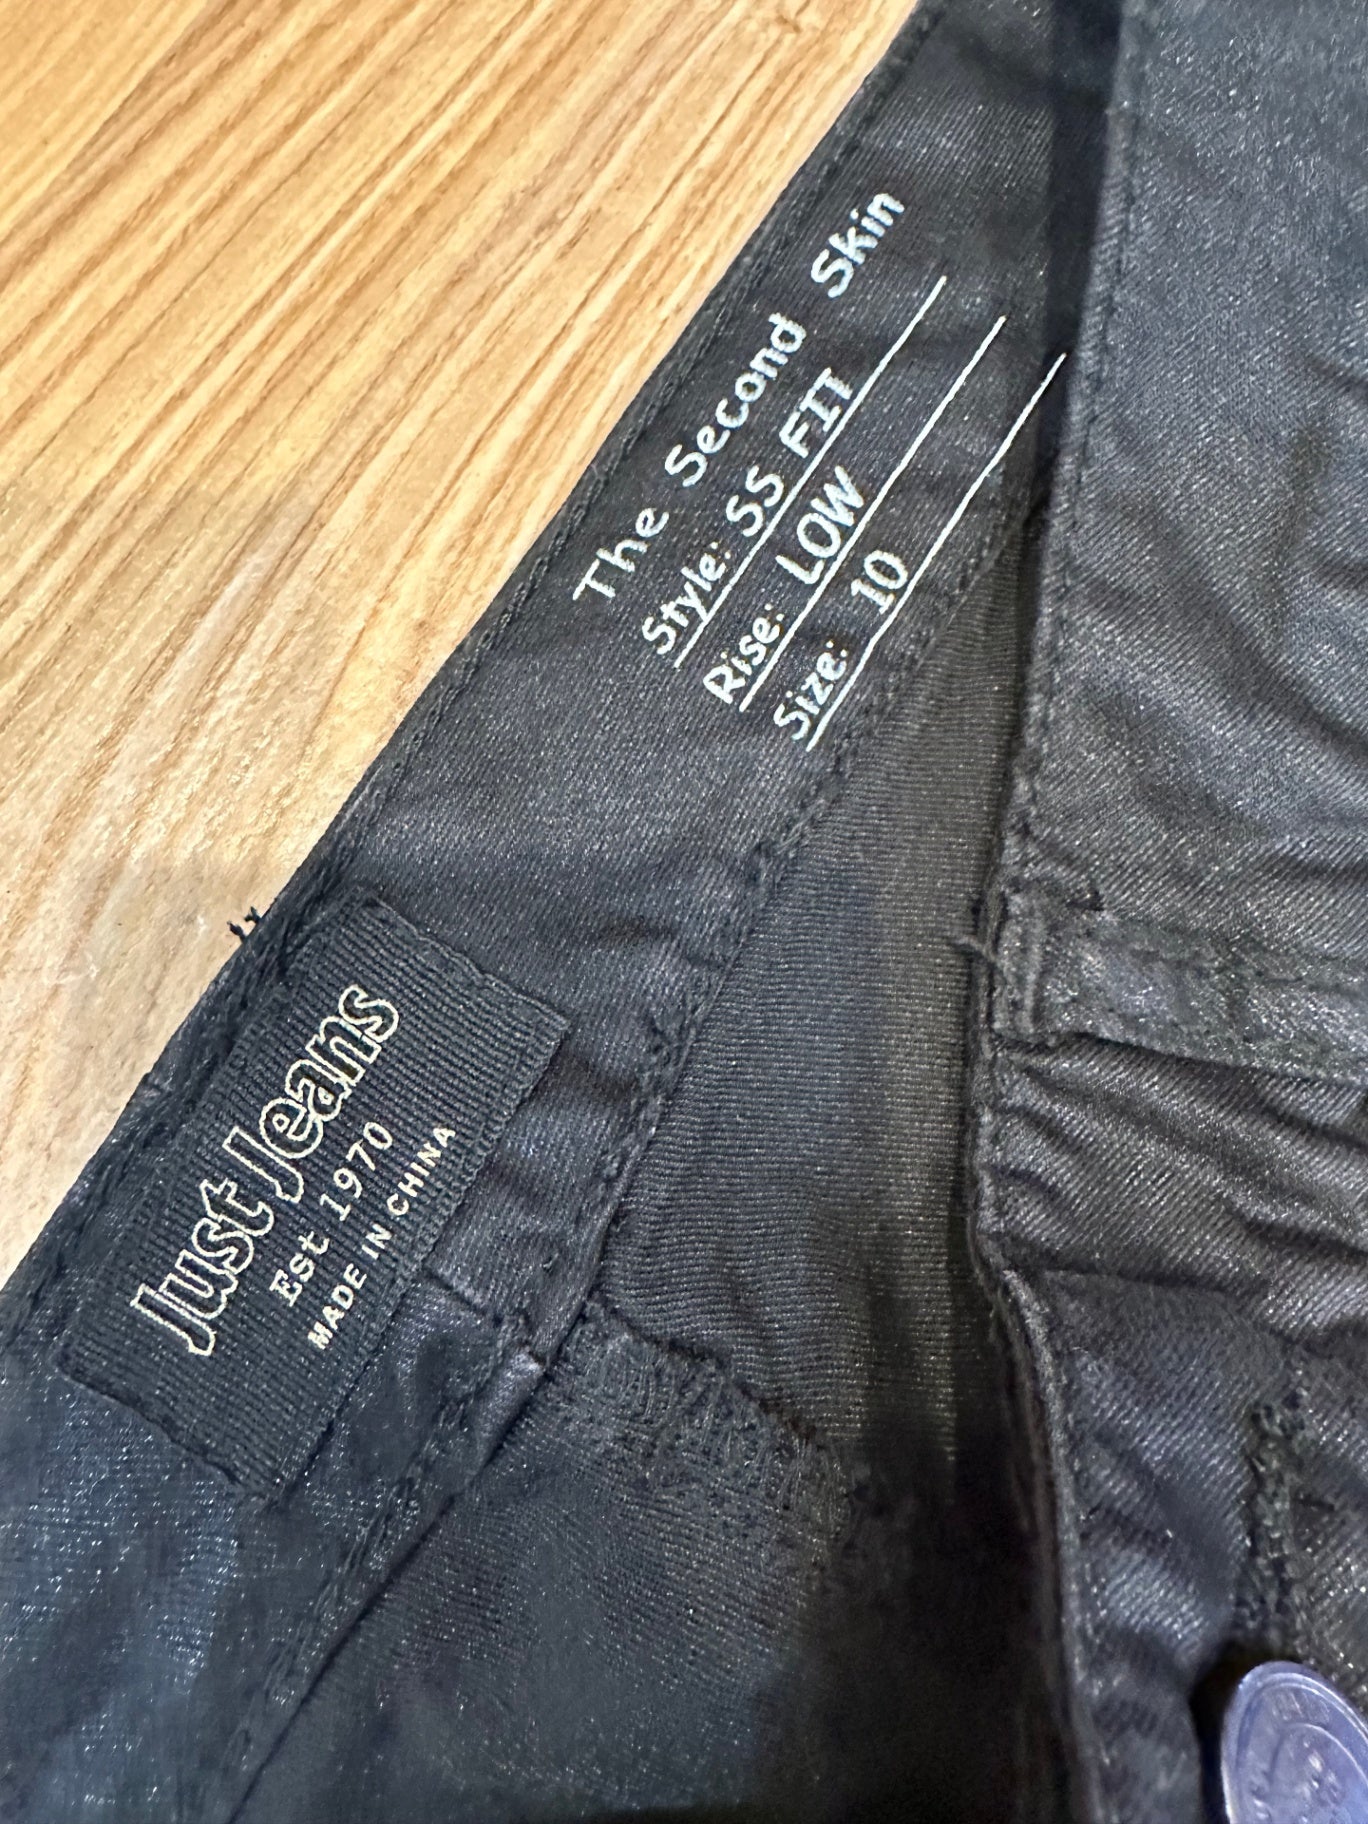 The Second Skin
Style: SS FIT
Rise: LOW
Size: 10
Just Jeans
Est 1970
MADE IN CHINA